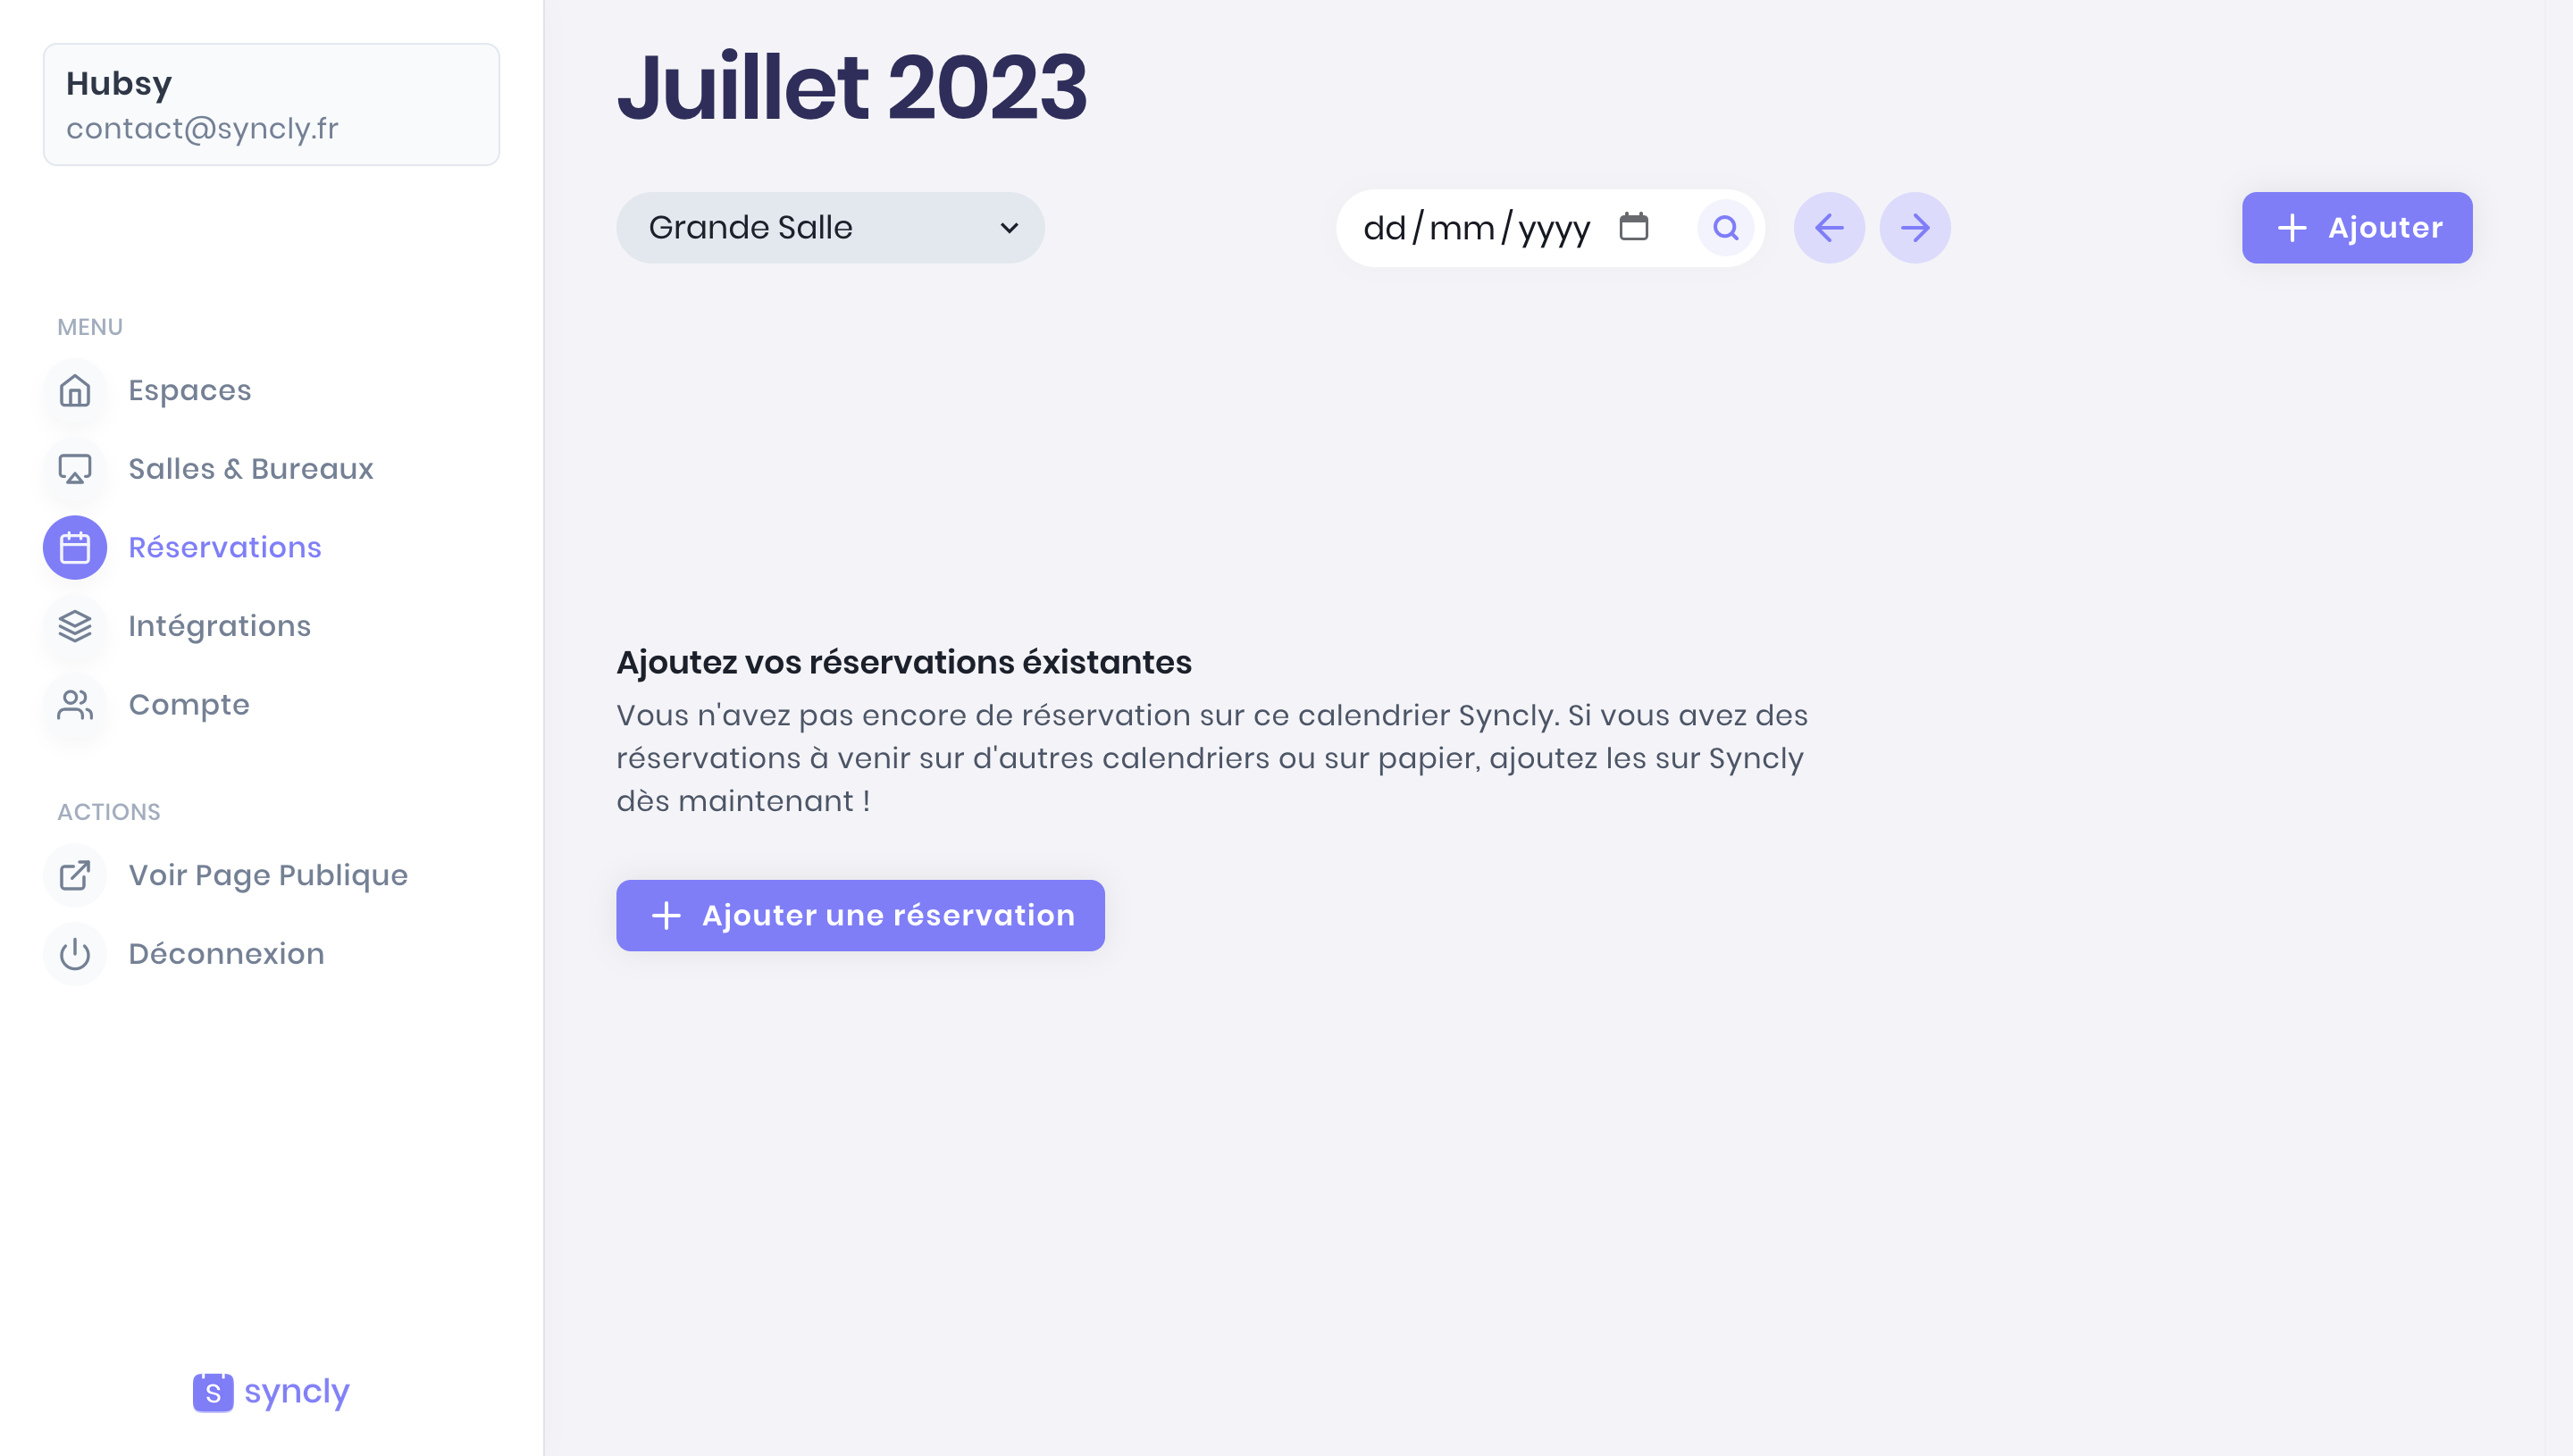 Hubsy
contact@syncly.fr
MENU
Espaces
Salles & Bureaux
Réservations
Intégrations
Compte
ACTIONS
Voir Page Publique
Déconnexion
S syncly
Juillet 2023
Grande Salle
dd/mm/yyyy
Ajouter
Ajoutez vos réservations éxistantes
Vous n'avez pas encore de réservation sur ce calendrier Syncly. Si vous avez des
réservations à venir sur d'autres calendriers ou sur papier, ajoutez les sur Syncly
dès maintenant !
Ajouter une réservation